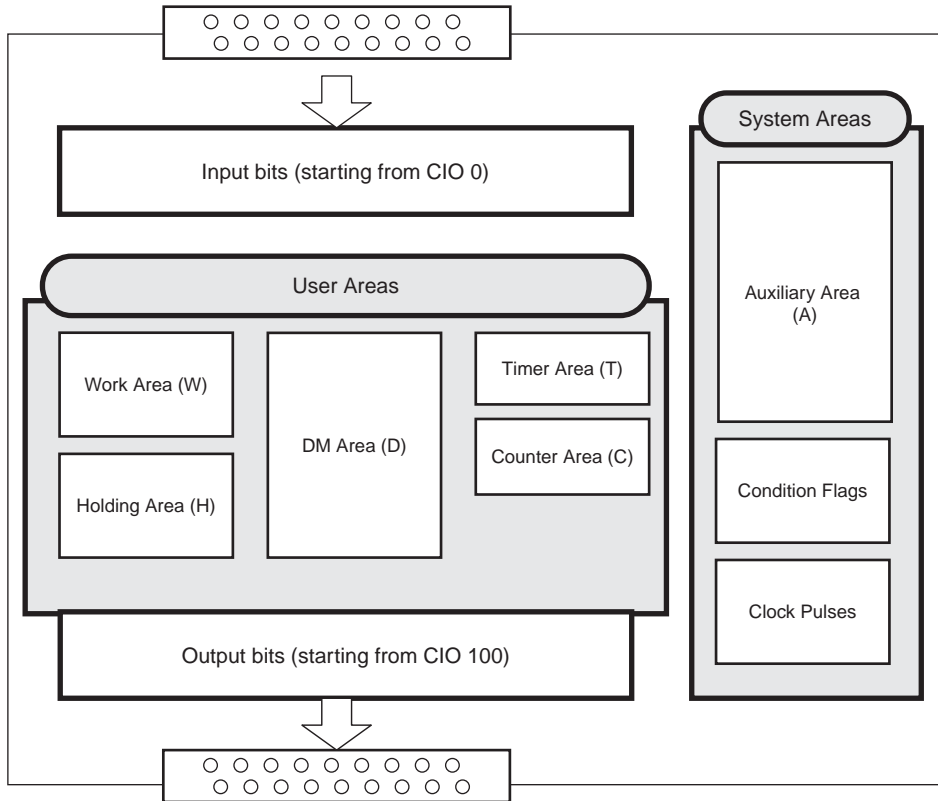 System Areas
Input bits (starting from CIO 0)
User Areas
Auxiliary Area
(A)
Work Area (W)
DM Area (D)
Timer Area (T)
Counter Area (C)
Holding Area (H)
Condition Flags
Clock Pulses
Output bits (starting from CIO 100)